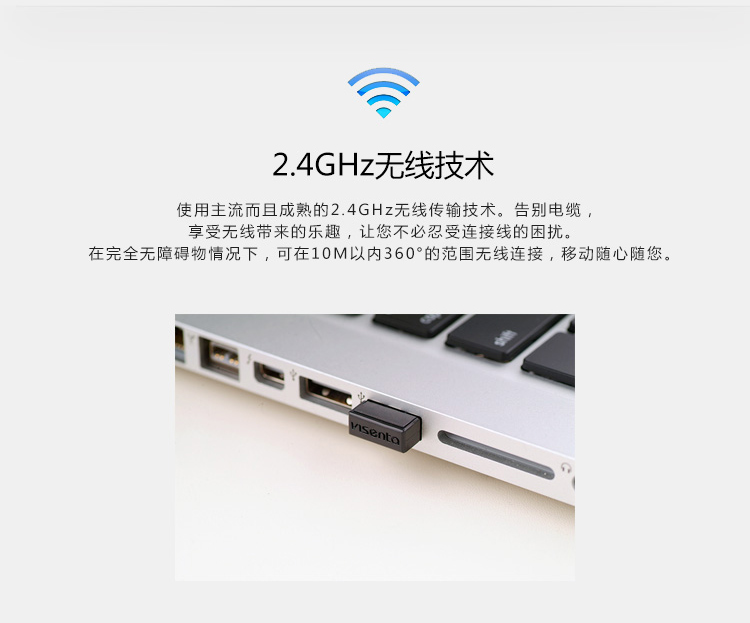 2.4GHz无线技术
使用主流而且成熟的2.4GHz无线传输技术。告别电缆，
享受无线带来的乐趣，让您不必忍受连接线的困扰。
在完全无障碍物情况下，可在10M以内360°的范围无线连接，移动随心随您。
shift
visenta